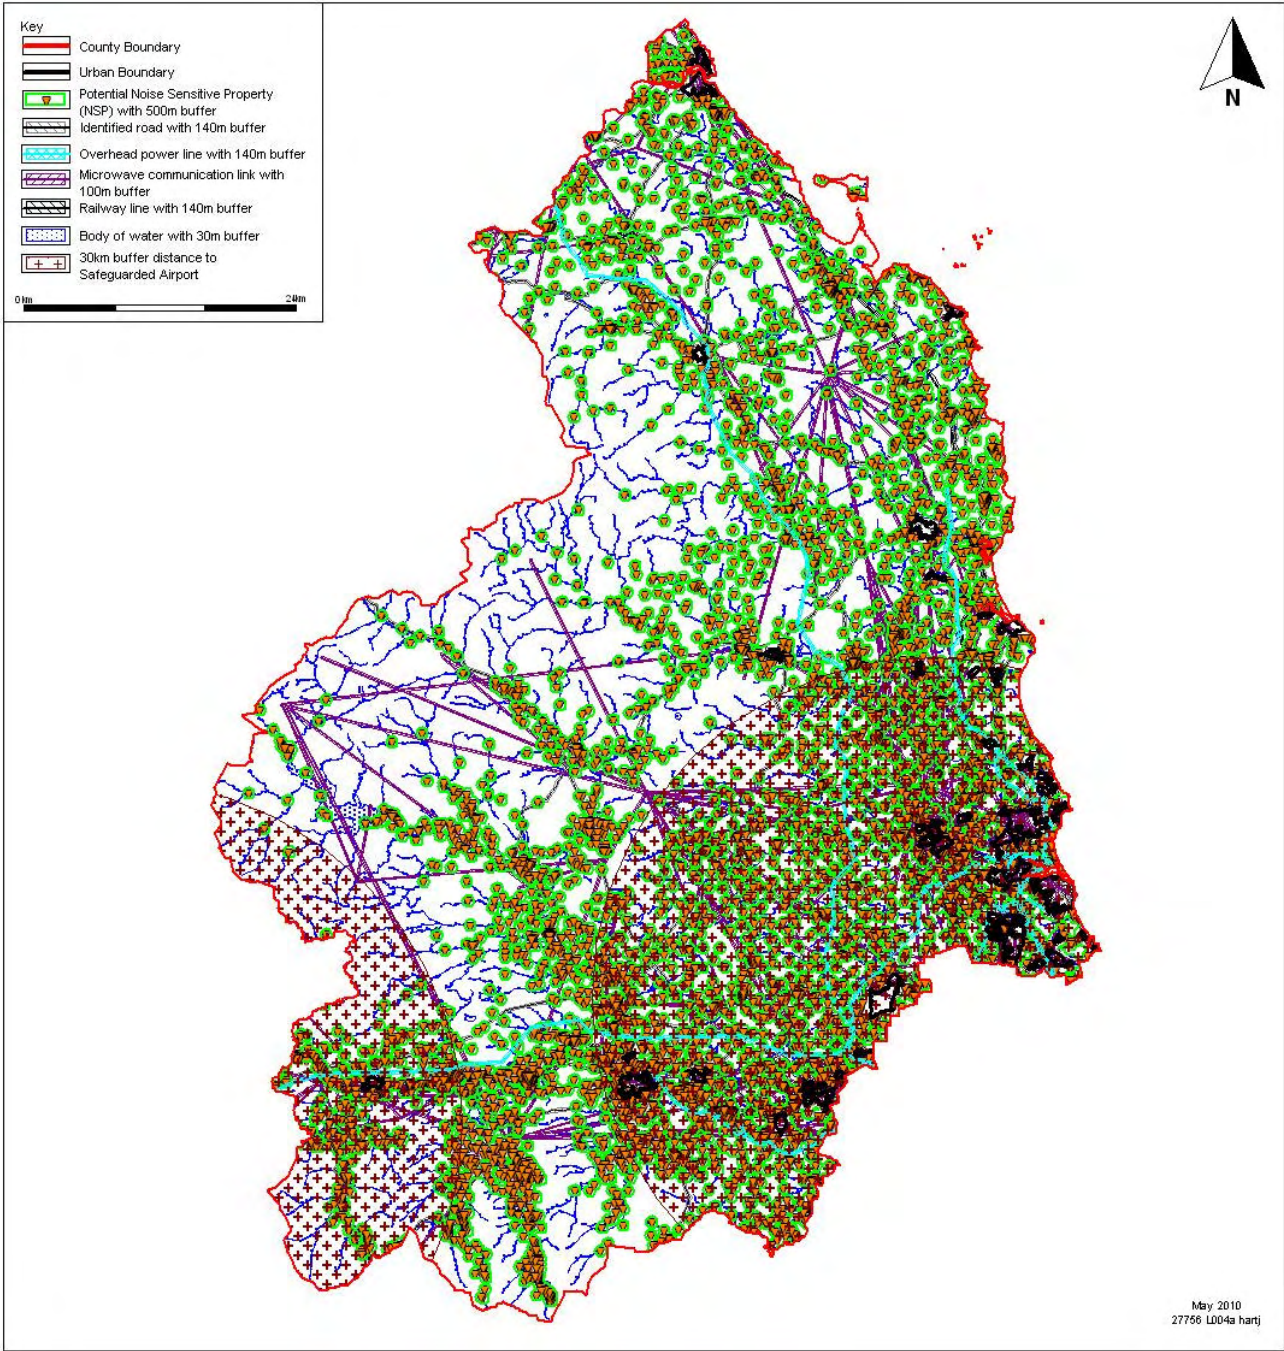 Key
County Boundary
Urban Boundary
Potential Noise Sensitive Property
(NSP) with 500m buffer
Identified road with 140m buffer
Overhead power line with 140m buffer
Microwave communication link with
100m buffer
Railway line with 140m buffer
Body of water with 30m buffer
30km buffer distance to
Safeguarded Airport
0km 24km
N
May 2010
27756 L004a hartj